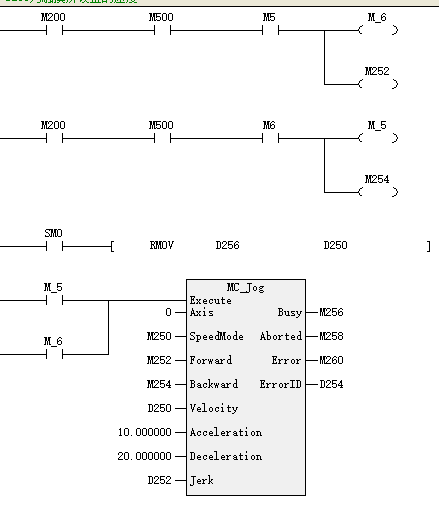 M200 M500 M5 M_6
M252
M200 M500 M6 M_5
M254
SM0
[ RMOV D256 D250 ]
M_5
MC_Jog
Execute
0 Axis Busy M256
M_6
M250 SpeedMode Aborted M258
M252 Forward Error M260
M254 Backward ErrorID D254
D250 Velocity
10.000000 Acceleration
20.000000 Deceleration
D252 Jerk